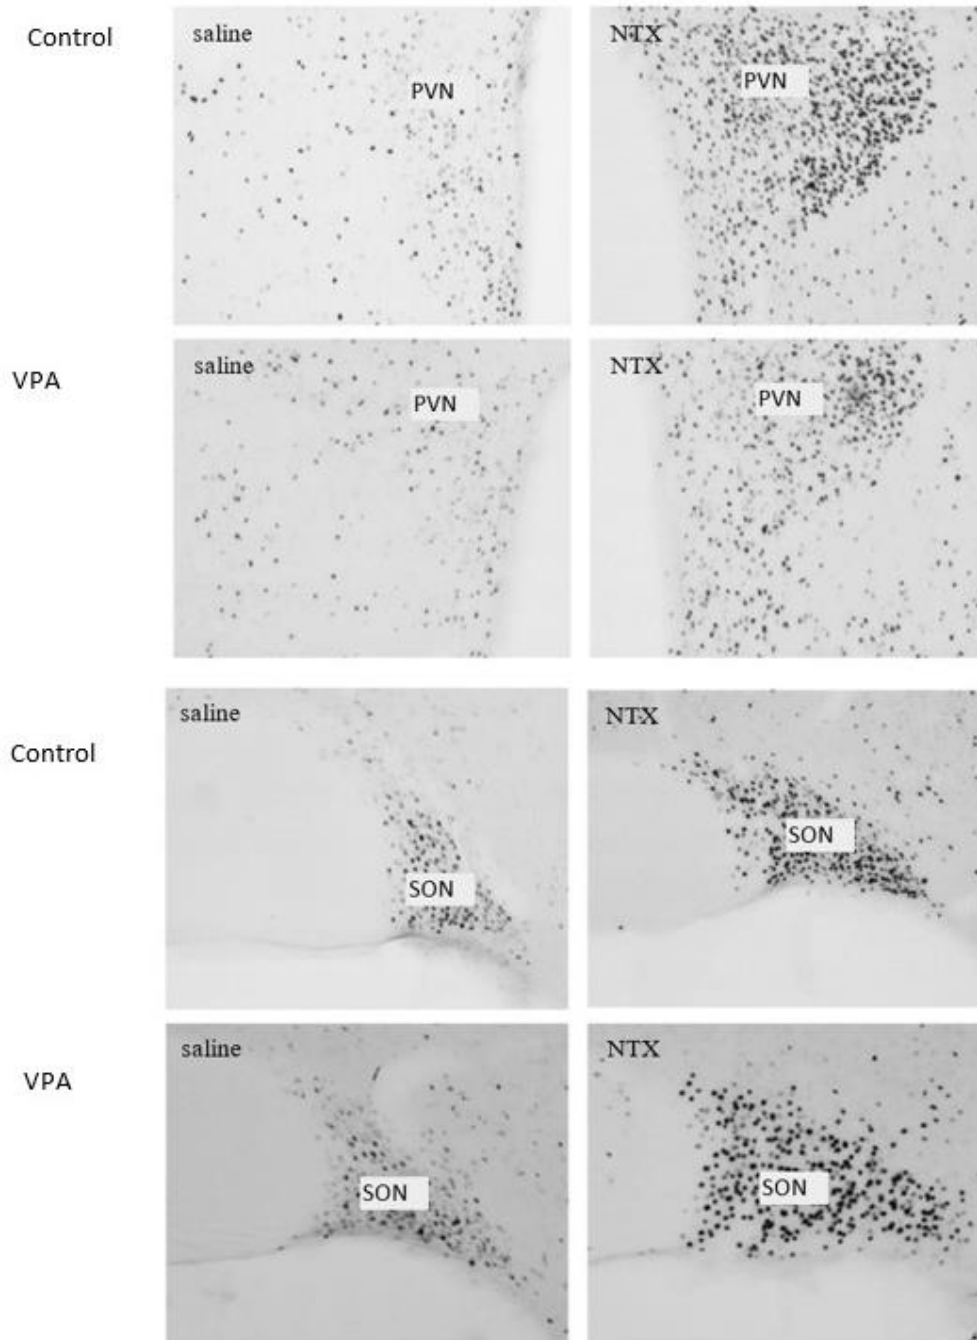 Control
saline
PVN
NTX
PVN
VPA
saline
PVN
NTX
PVN
Control
saline
SON
NTX
SON
VPA
saline
SON
NTX
SON